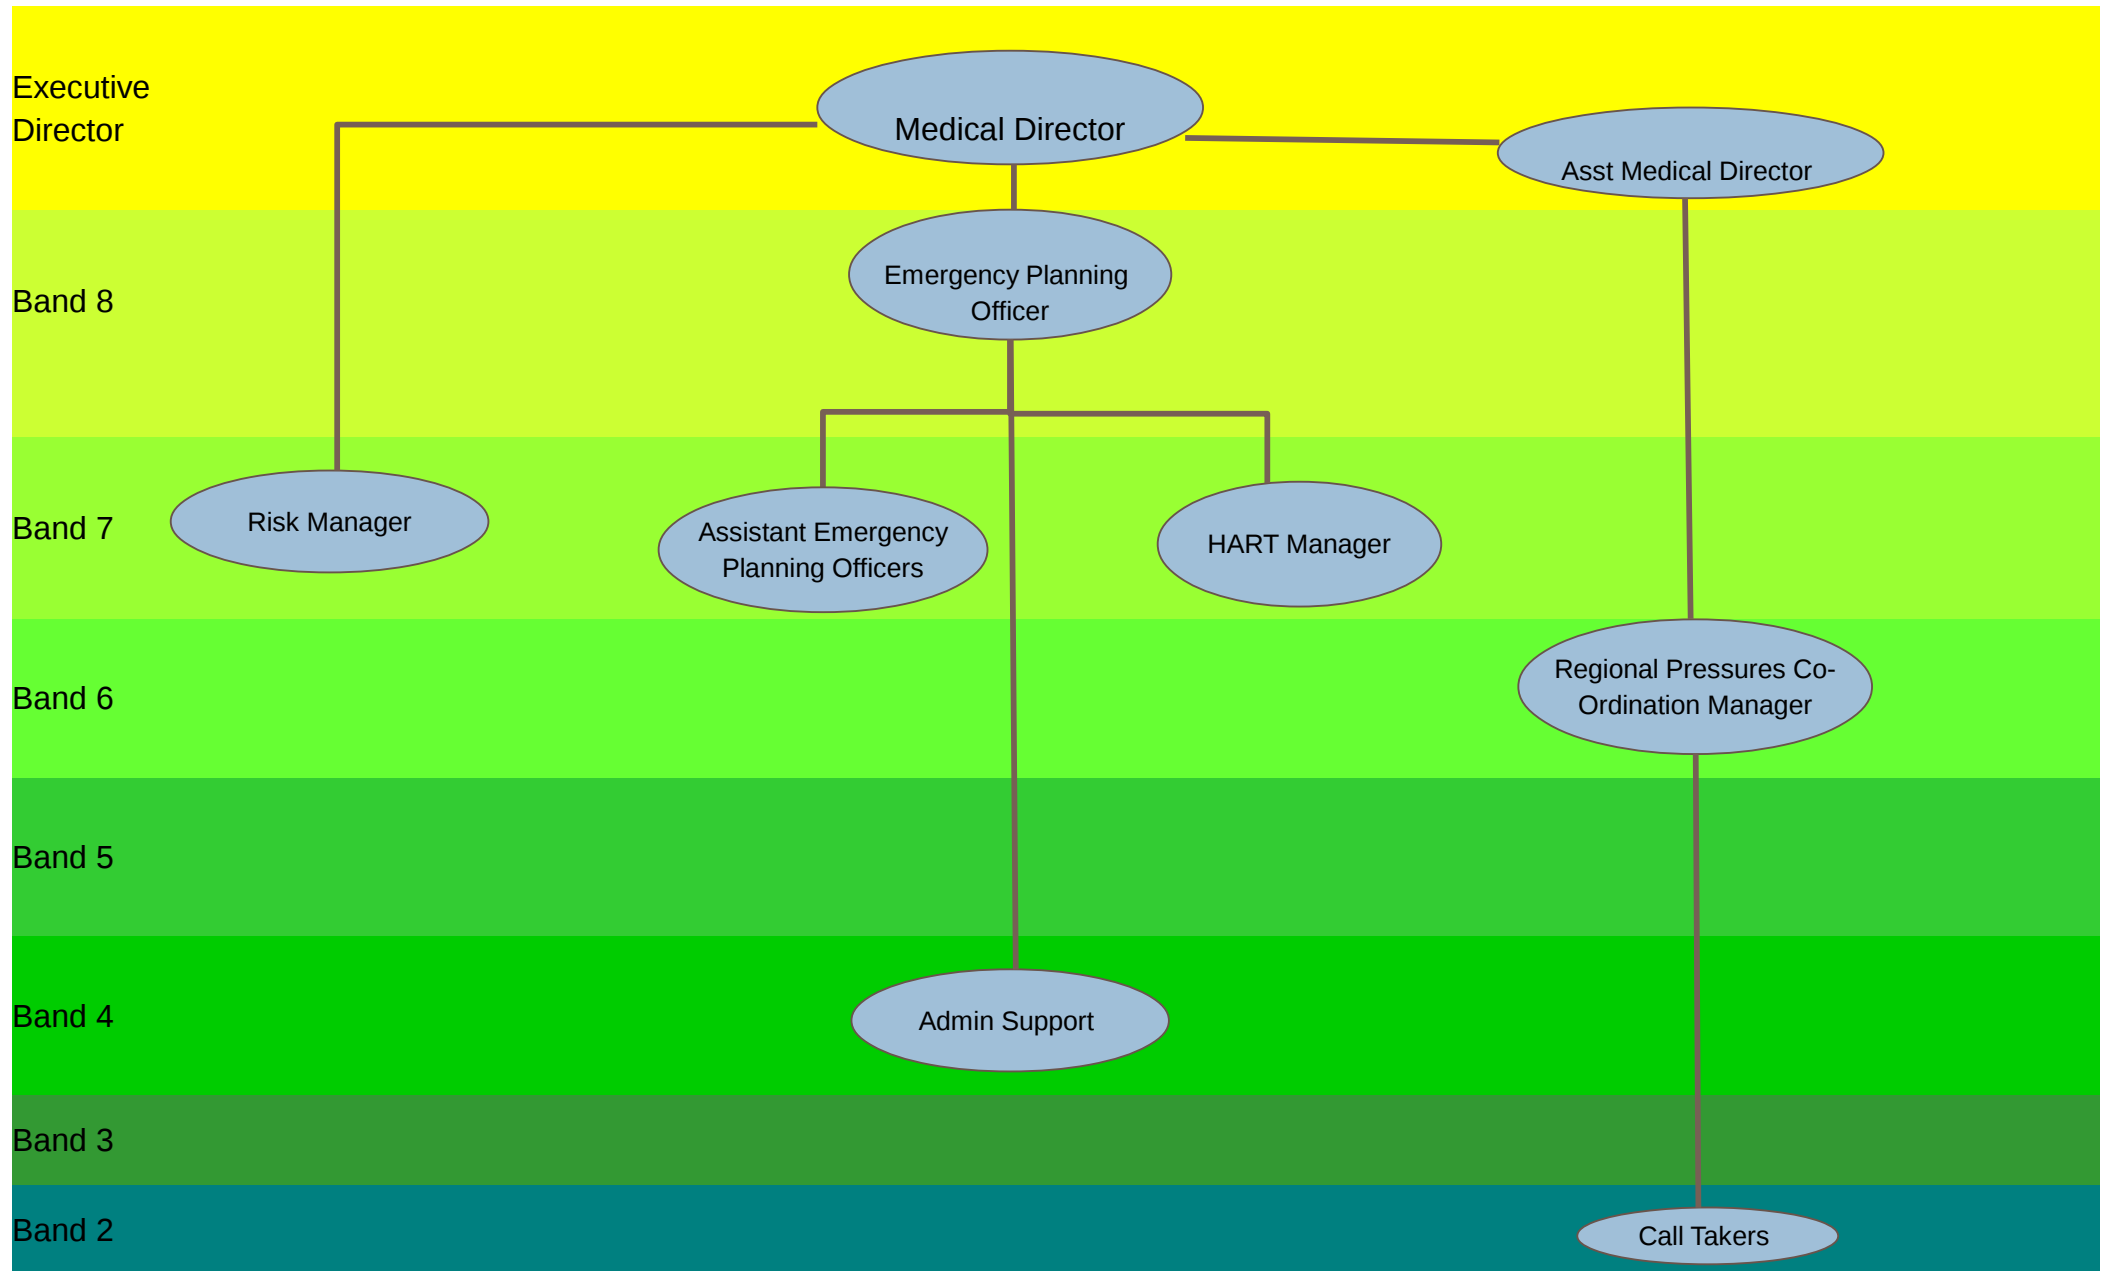 Executive
Director
Medical Director
Asst Medical Director
Band 8
Emergency Planning
Officer
Band 7
Risk Manager
Assistant Emergency
Planning Officers
HART Manager
Band 6
Regional Pressures Co-
Ordination Manager
Band 5
Band 4
Admin Support
Band 3
Band 2
Call Takers